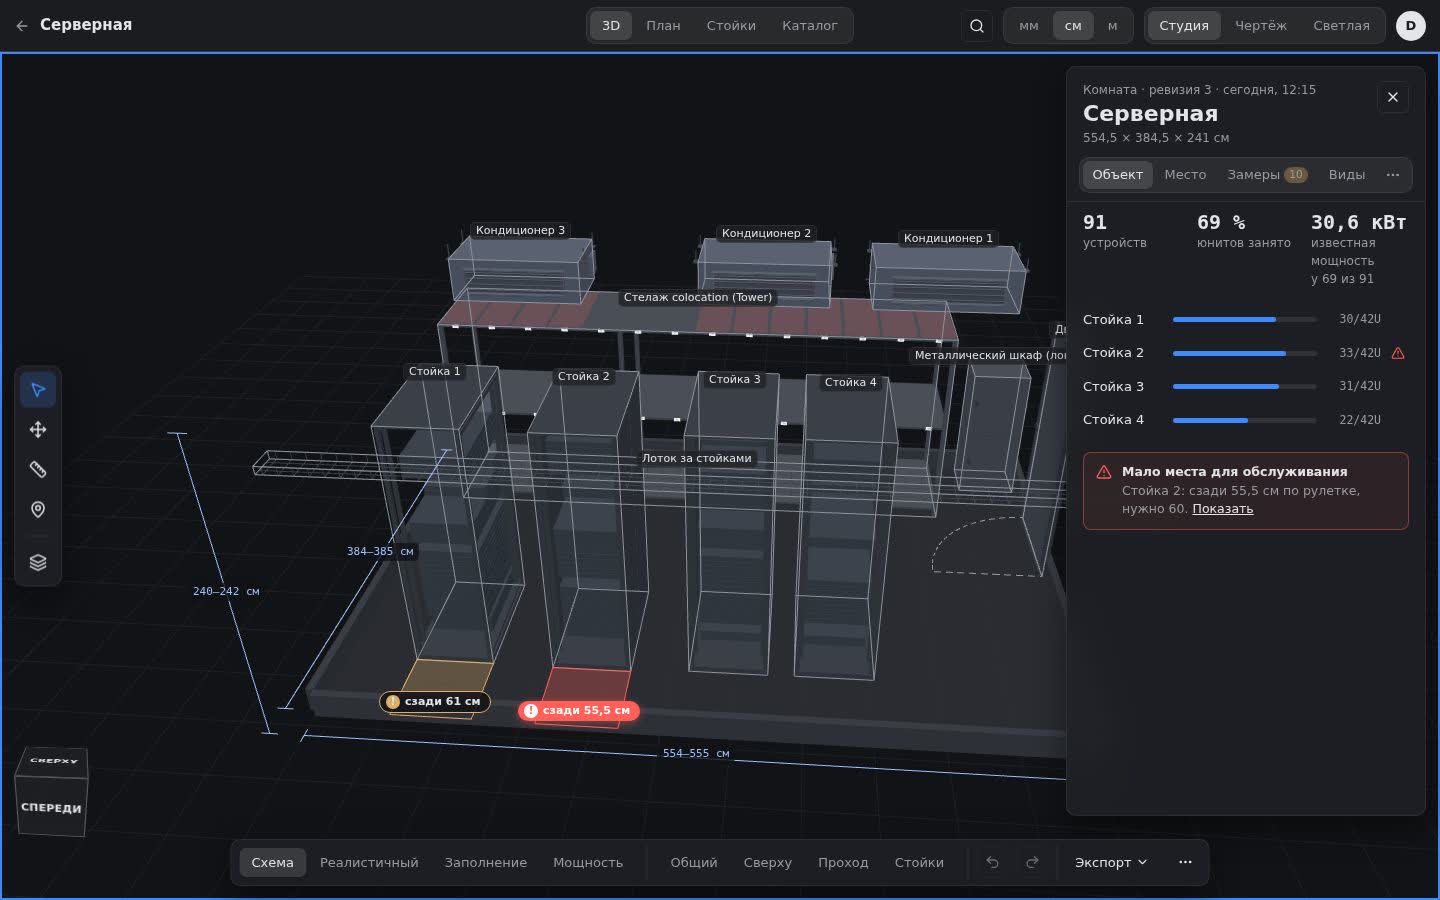 Серверная
3D План Стойки Каталог
мм см м
Студия Чертёж Светлая
D
Комната · ревизия 3 · сегодня, 12:15
Серверная
554,5 × 384,5 × 241 см
Объект Место Замеры 10 Виды
91
устройств
69 %
юнитов занято
30,6 кВт
известная
мощность
у 69 из 91
Стойка 1 30/42U
Стойка 2 33/42U
Стойка 3 31/42U
Стойка 4 22/42U
Мало места для обслуживания
Стойка 2: сзади 55,5 см по рулетке,
нужно 60. Показать
Кондиционер 3
Кондиционер 2
Кондиционер 1
Стелаж colocation (Tower)
Металлический шкаф
Стойка 1
Стойка 2
Стойка 3
Стойка 4
Лоток за стойками
384–385 см
240–242 см
! сзади 61 см
! сзади 55,5 см
554–555 см
СВЕРХУ
СПЕРЕДИ
Схема Реалистичный Заполнение Мощность Общий Сверху Проход Стойки Экспорт